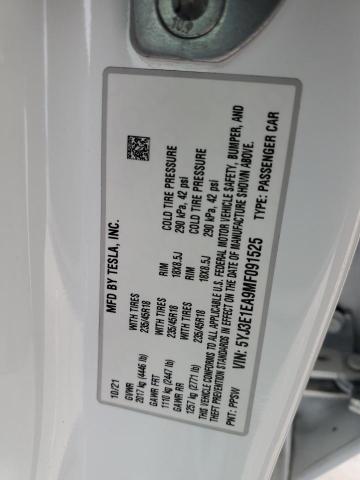 MFD BY TESLA, INC.
10/21
GVWR
2017 kg (4446 lb)
WITH TIRES
235/45R18
RIM
18X8.5J
COLD TIRE PRESSURE
290 kPa, 42 psi
GAWR FRT
1110 kg (2447 lb)
WITH TIRES
235/45R18
RIM
18X8.5J
COLD TIRE PRESSURE
290 kPa, 42 psi
GAWR RR
1257 kg (2771 lb)
WITH TIRES
235/45R18
THIS VEHICLE CONFORMS TO ALL APPLICABLE U.S. FEDERAL MOTOR VEHICLE SAFETY, BUMPER, AND
THEFT PREVENTION STANDARDS IN EFFECT ON THE DATE OF MANUFACTURE SHOWN ABOVE.
PNT: PPSW
VIN: 5YJ3E1EA9MF091525
TYPE: PASSENGER CAR